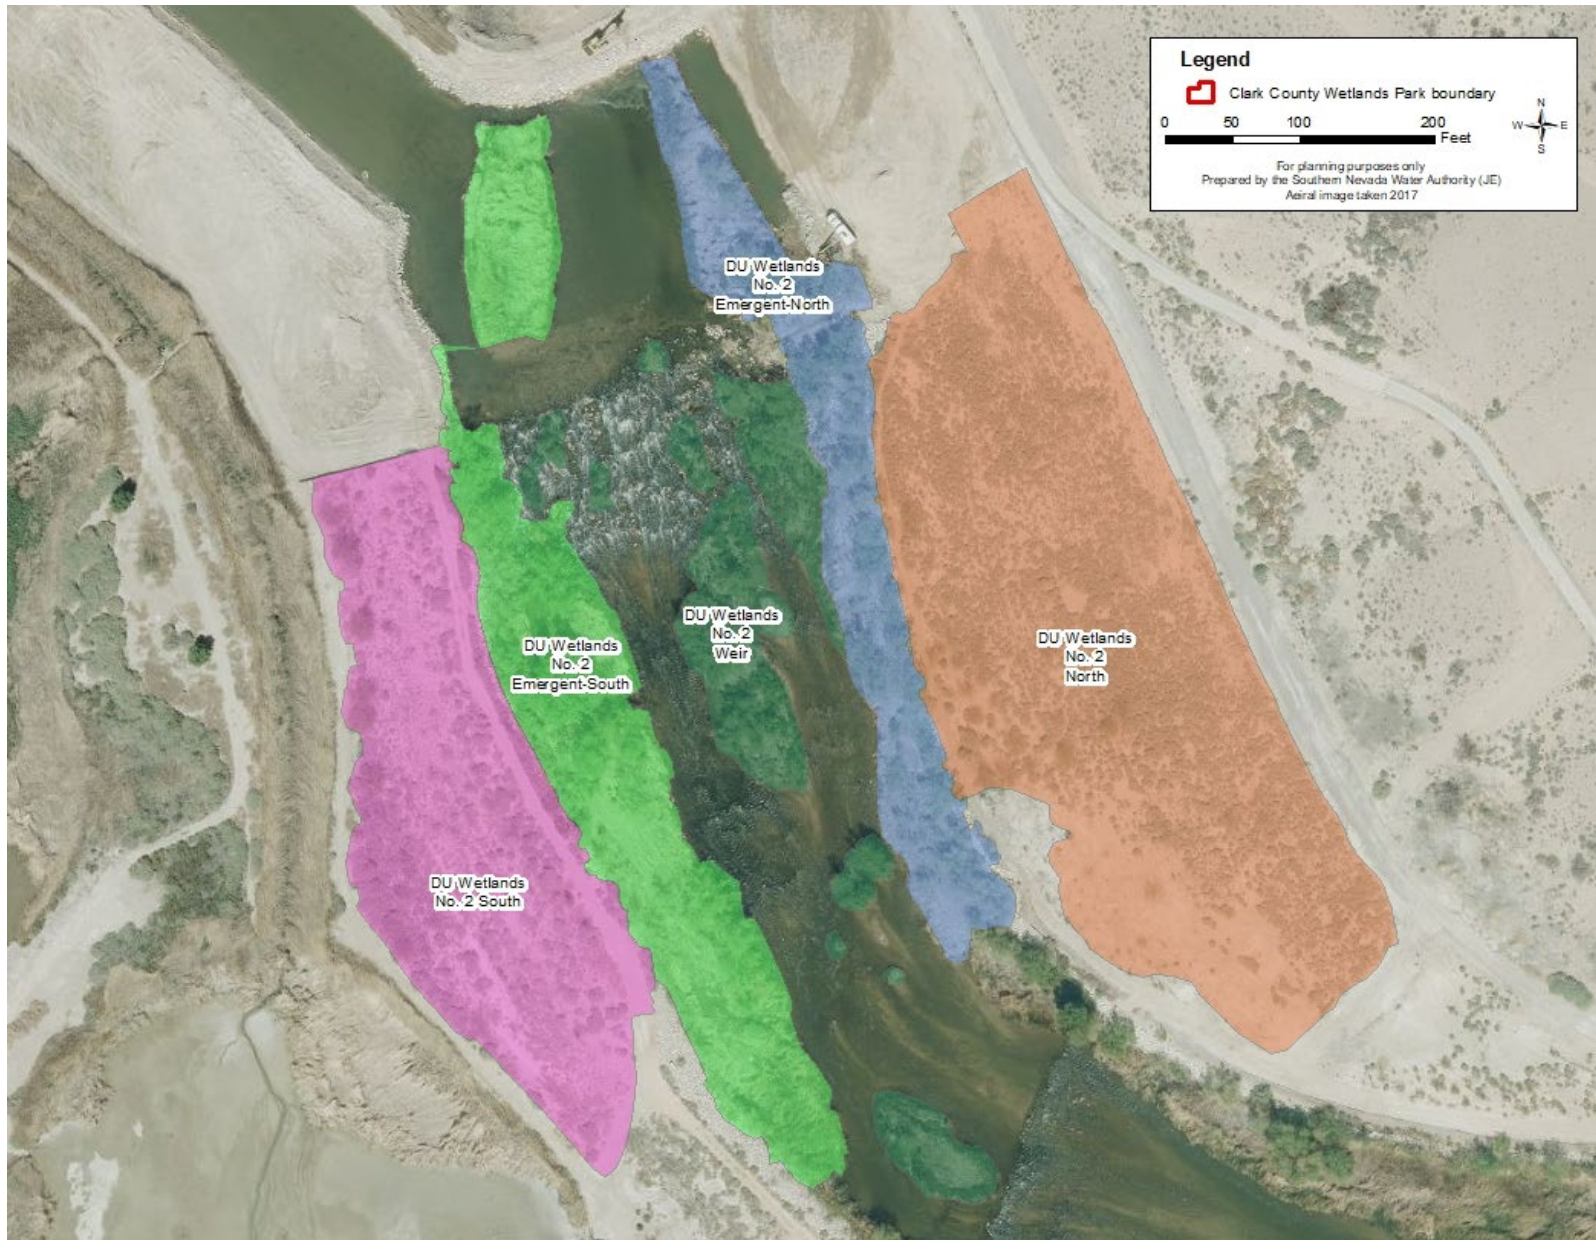 Legend
Clark County Wetlands Park boundary
0 50 100 200
Feet
N
W E
S
For planning purposes only
Prepared by the Southern Nevada Water Authority (JE)
Aeiral image taken 2017
DU Wetlands
No. 2
Emergent-North
DU Wetlands
No. 2
Weir
DU Wetlands
No. 2
Emergent-South
DU Wetlands
No. 2
North
DU Wetlands
No. 2 South